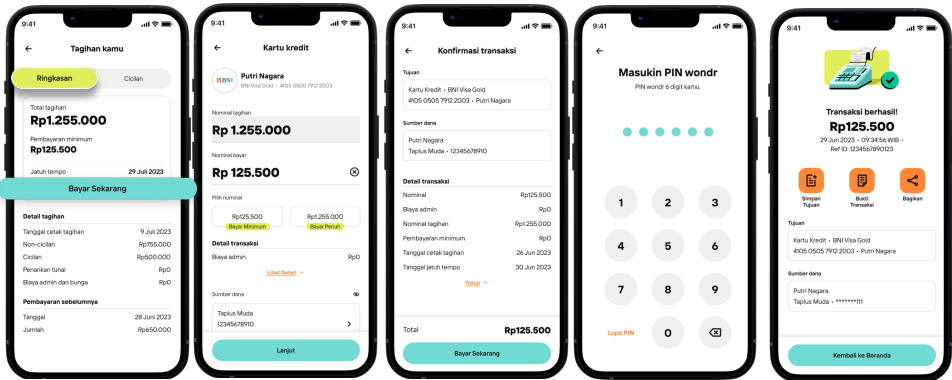 9:41
Tagihan kamu
Ringkasan
Cicilan
Total tagihan
Rp1.255.000
Pembayaran minimum
Rp125.500
Jatuh tempo 29 Juli 2023
Bayar Sekarang
Detail tagihan
Tanggal cetak tagihan 9 Juli 2023
Non-cicilan Rp755.000
Cicilan Rp500.000
Penarikan tunai Rp0
Biaya admin dan bunga Rp0
Pembayaran sebelumnya
Tanggal 28 Juni 2023
Jumlah Rp650.000
9:41
Kartu kredit
BNI
Putri Nagara
BNI Visa Gold • 4105 0505 7912 2003
Nominal tagihan
Rp 1.255.000
Nominal bayar
Rp 125.500
Pilih nominal
Rp125.500
Bayar Minimum
Rp1.255.000
Bayar Penuh
Detail transaksi
Biaya admin Rp0
Lihat Detail
Sumber dana
Taplus Muda
12345678910
Lanjut
9:41
Konfirmasi transaksi
Tujuan
Kartu Kredit • BNI Visa Gold
4105 0505 7912 2003 • Putri Nagara
Sumber dana
Putri Nagara
Taplus Muda • 12345678910
Detail transaksi
Nominal Rp125.500
Biaya admin Rp0
Nominal tagihan Rp1.255.000
Pembayaran minimum Rp0
Tanggal cetak tagihan 26 Jun 2023
Tanggal jatuh tempo 30 Jun 2023
Tutup
Total Rp125.500
Bayar Sekarang
9:41
Masukin PIN wondr
PIN wondr 6 digit kamu.
1 2 3
4 5 6
7 8 9
Lupa PIN 0
9:41
Transaksi berhasil!
Rp125.500
29 Jun 2023 • 09:34:56 WIB •
Ref ID: 1234567890123
Simpan Tujuan
Bukti Transaksi
Bagikan
Tujuan
Kartu Kredit • BNI Visa Gold
4105 0505 7912 2003 • Putri Nagara
Sumber dana
Putri Nagara
Taplus Muda • *******111
Kembali ke Beranda